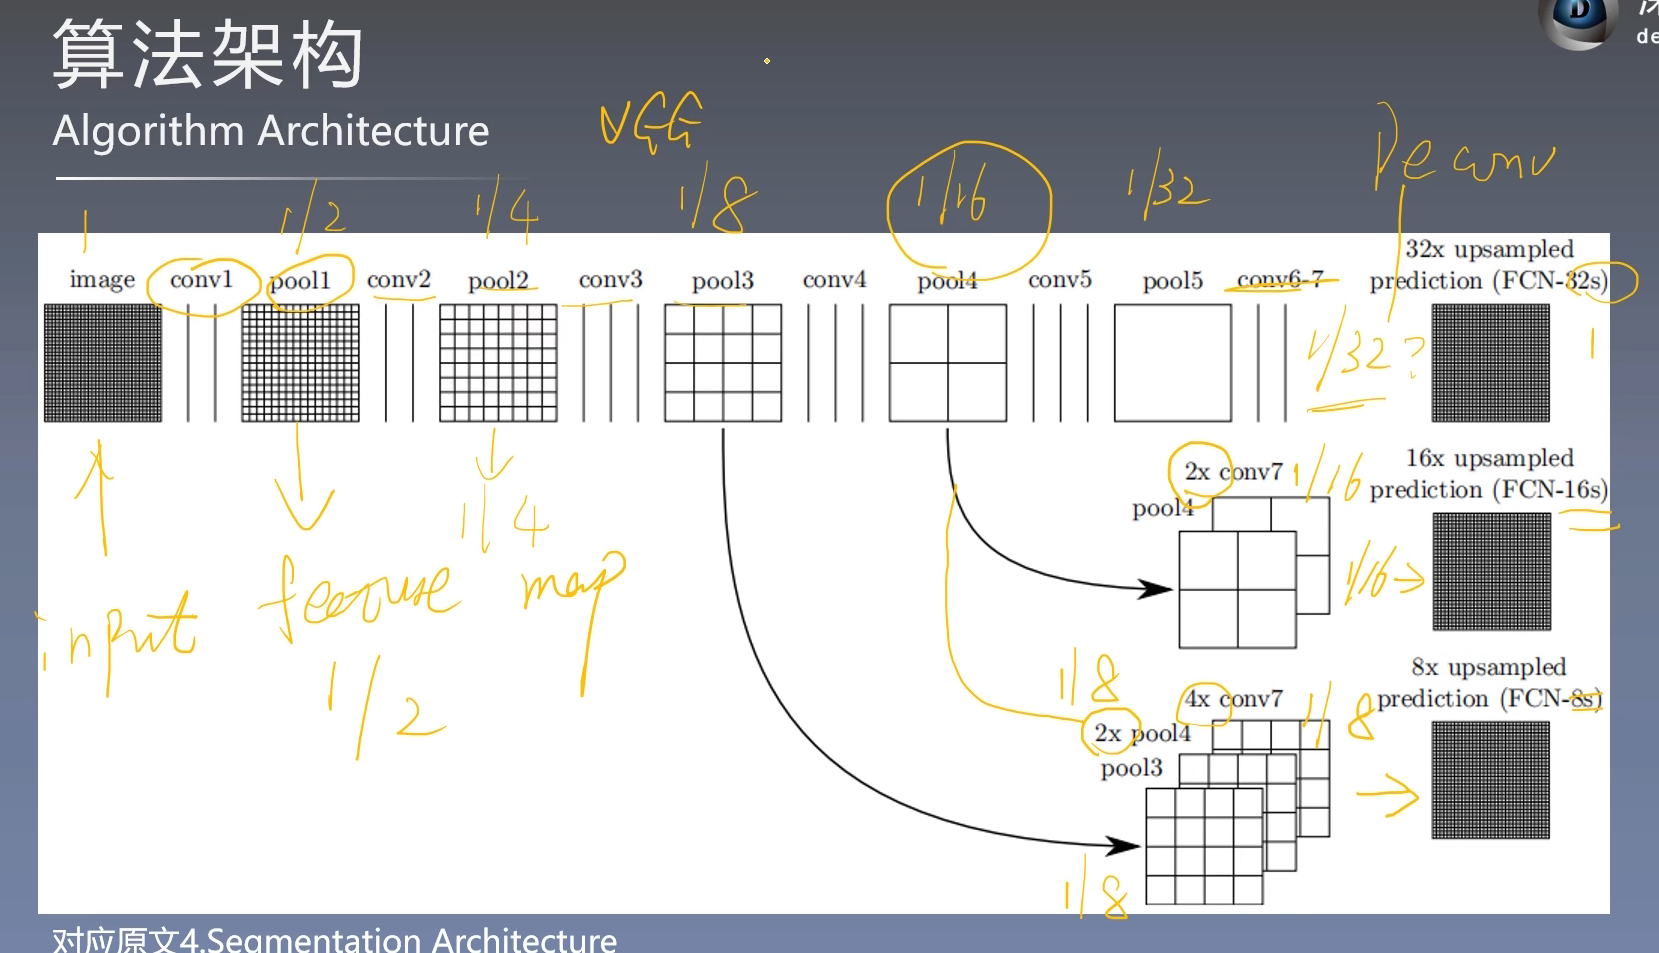 算法架构
D
de
Algorithm Architecture
VGG
Deconv
1
1/2
1/4
1/8
1/16
1/32
image
conv1
pool1
conv2
pool2
conv3
pool3
conv4
pool4
conv5
pool5
conv6-7
32x upsampled
prediction (FCN-32s)
1/32?
1
1/4
input
feature map
1/2
2x conv7
1/16
pool4
16x upsampled
prediction (FCN-16s)
1/16
1/8
4x conv7
1/8
2x pool4
pool3
8x upsampled
prediction (FCN-8s)
1/8
对应原文4.Segmentation Architecture